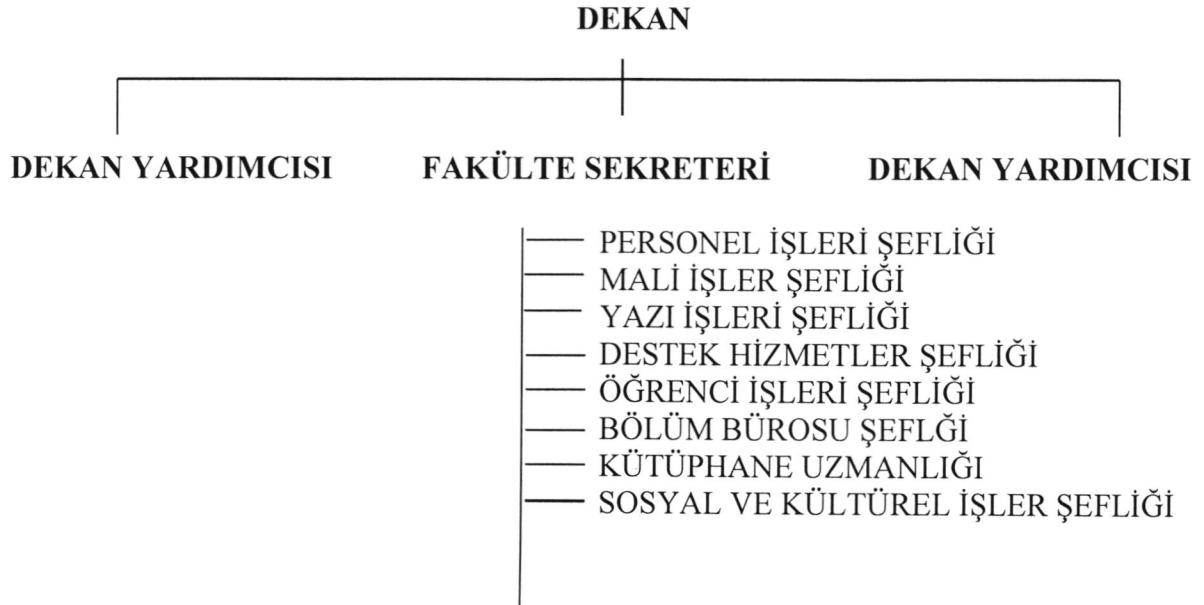 DEKAN
DEKAN YARDIMCISI FAKÜLTE SEKRETERİ DEKAN YARDIMCISI
PERSONEL İŞLERİ ŞEFLİĞİ
MALİ İŞLER ŞEFLİĞİ
YAZI İŞLERİ ŞEFLİĞİ
DESTEK HİZMETLER ŞEFLİĞİ
ÖĞRENCİ İŞLERİ ŞEFLİĞİ
BÖLÜM BÜROSU ŞEFLĞİ
KÜTÜPHANE UZMANLIĞI
SOSYAL VE KÜLTÜREL İŞLER ŞEFLİĞİ